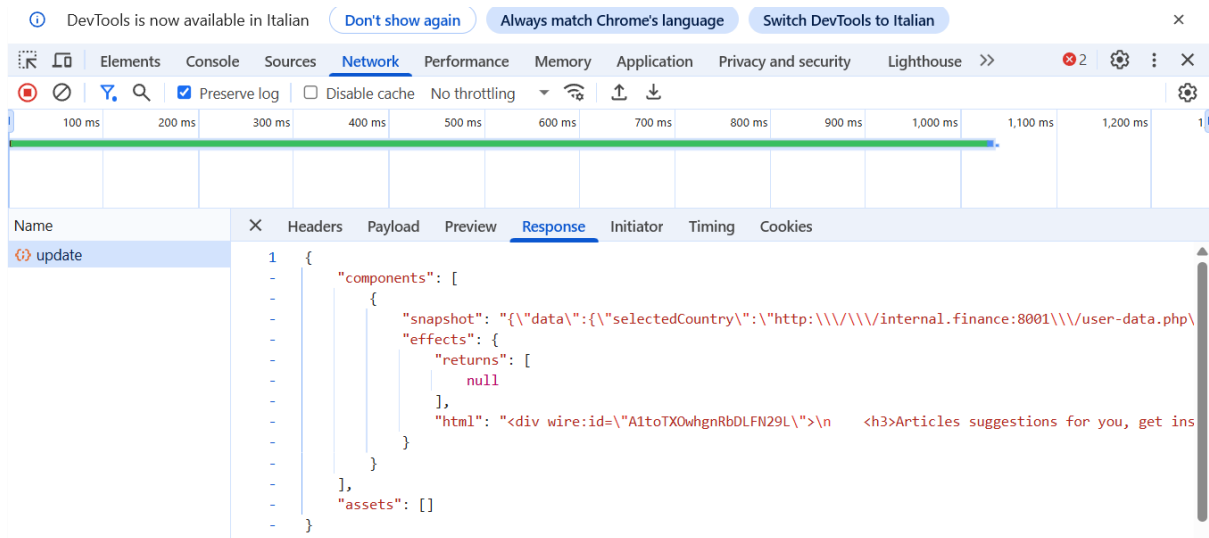 DevTools is now available in Italian Don't show again Always match Chrome's language Switch DevTools to Italian
Elements Console Sources Network Performance Memory Application Privacy and security Lighthouse 2
Preserve log Disable cache No throttling
100 ms 200 ms 300 ms 400 ms 500 ms 600 ms 700 ms 800 ms 900 ms 1,000 ms 1,100 ms 1,200 ms 1
Name Headers Payload Preview Response Initiator Timing Cookies
update
1 {
- "components": [
- {
- "snapshot": "{\"data\":{\"selectedCountry\":\"http:\\\/\\\/internal.finance:8001\\\/user-data.php\
- "effects": {
- "returns": [
- null
- ],
- "html": "<div wire:id=\"A1toTXOwhgnRbDLFN29L\">\n <h3>Articles suggestions for you, get ins
- }
- }
- ],
- "assets": []
- }